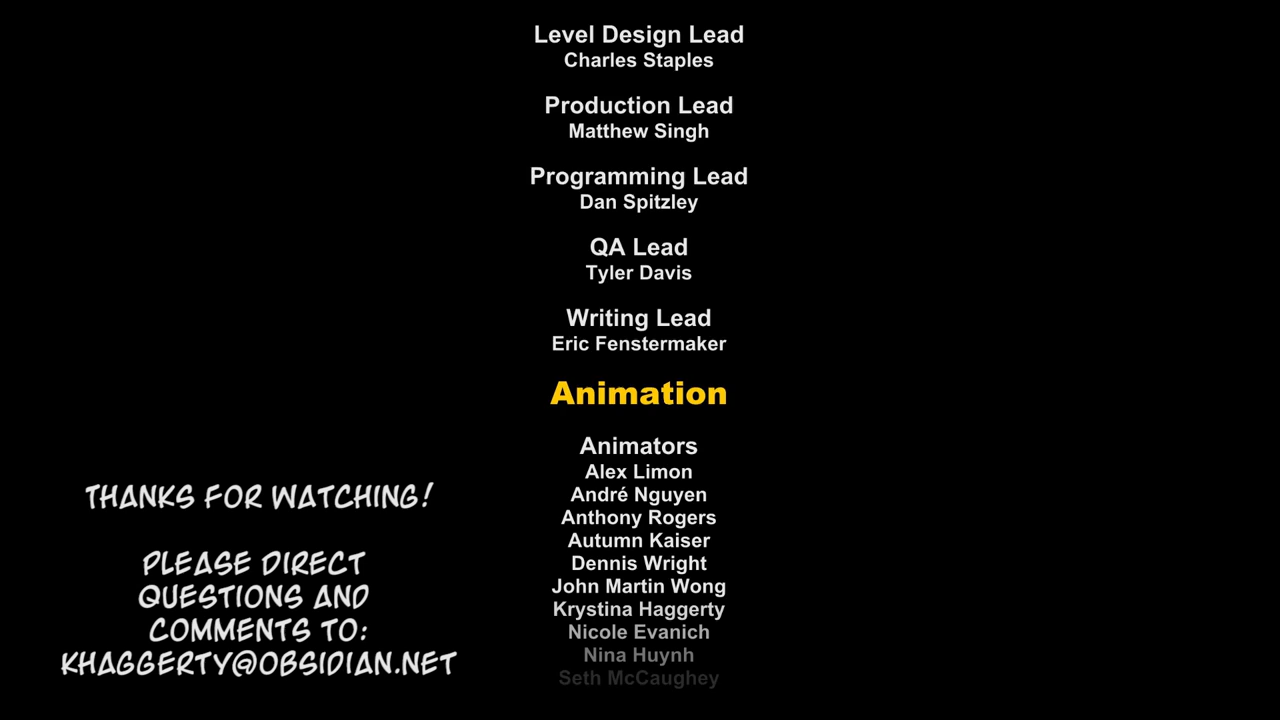 Level Design Lead
Charles Staples
Production Lead
Matthew Singh
Programming Lead
Dan Spitzley
QA Lead
Tyler Davis
Writing Lead
Eric Fenstermaker
Animation
Animators
Alex Limon
André Nguyen
Anthony Rogers
Autumn Kaiser
Dennis Wright
John Martin Wong
Krystina Haggerty
Nicole Evanich
Nina Huynh
Seth McCaughey
THANKS FOR WATCHING!
PLEASE DIRECT
QUESTIONS AND
COMMENTS TO:
KHAGGERTY@OBSIDIAN.NET